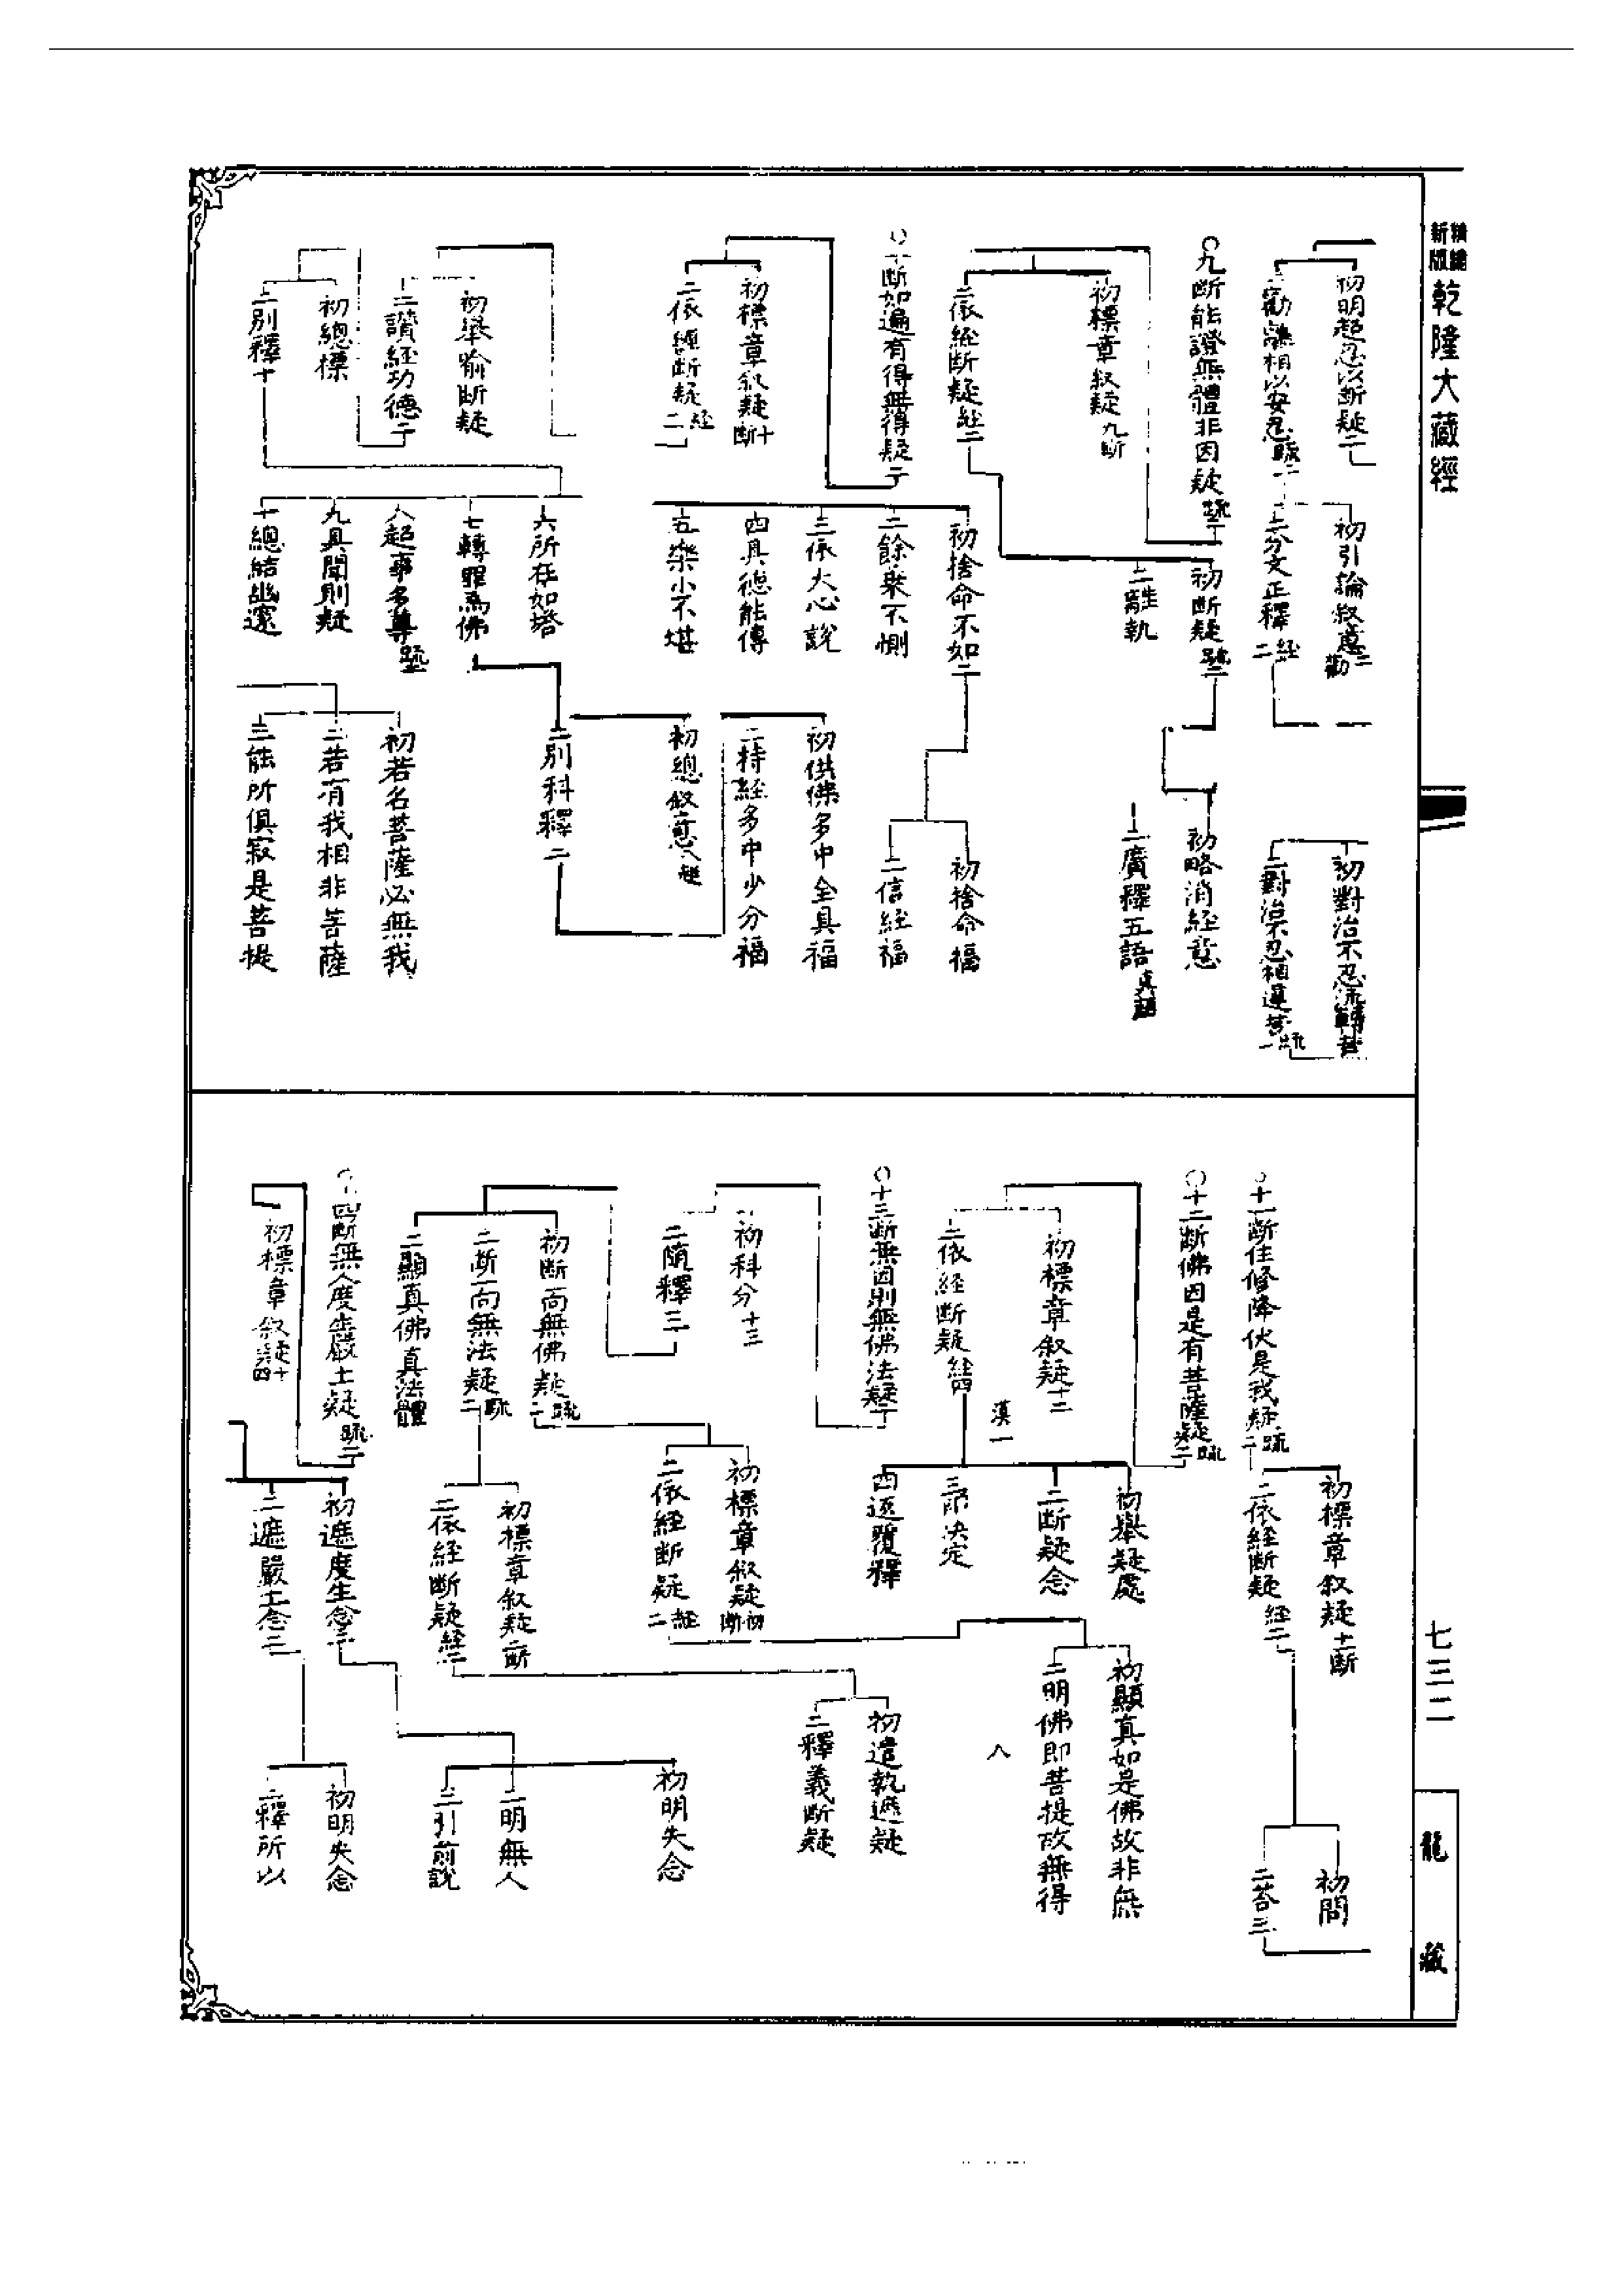 精繕
新版
乾隆大藏經
七三二
龍藏
初明超忍以斷疑二
二勸離相以安忍疏二
初引論叙意三勸
二分文正釋經二
初對治不忍流轉苦
二對治不忍相違苦疏一
○九斷能證無體非因疑疏二
初標章叙疑九斷
二依經斷疑經二
初斷疑疏二
二離執
初略消經意
二廣釋五語真語
○十斷如遍有得無得疑二
初標章叙疑十斷
二依經斷疑經二
初舉喻斷疑
二讚經功德二
初總標
二別釋十
初捨命不如二
二餘乘不惻
三依大心說
四具德能傳
五樂小不堪
六所在如塔
七轉罪為佛
八超事多尊疏
九具聞則疑
十總結幽邃
初捨命福
二信經福
初供佛多中全具福
二持經多中少分福
初總叙意八超
二別科釋二
初若名菩薩必無我
二若有我相非菩薩
三能所俱寂是菩提
○十一斷住修降伏是我疑疏二
初標章叙疑十一斷
二依經斷疑經二
初問
二荅三
○十二斷佛因是有菩薩疑疏二
初標章叙疑十二
二依經斷疑經四
漠一
初舉疑處
二斷疑念
三印決定
四返覆釋
八
○十三斷無因則無佛法疑二
初科分十三
二隨釋三
初斷一向無佛疑疏二
二斷一向無法疑疏二
三顯真佛真法體
初標章叙疑初斷
二依經斷疑經二
初顯真如是佛故非無
二明佛即菩提故無得
初標章叙疑二斷
二依經斷疑經二
初遣執遮疑
二釋義斷疑
四斷無人度生嚴土疑疏二
初標章叙疑十四
初遮度生念三
二遮嚴土念二
初明失念
二明無人
三引前說
初明失念
二釋所以